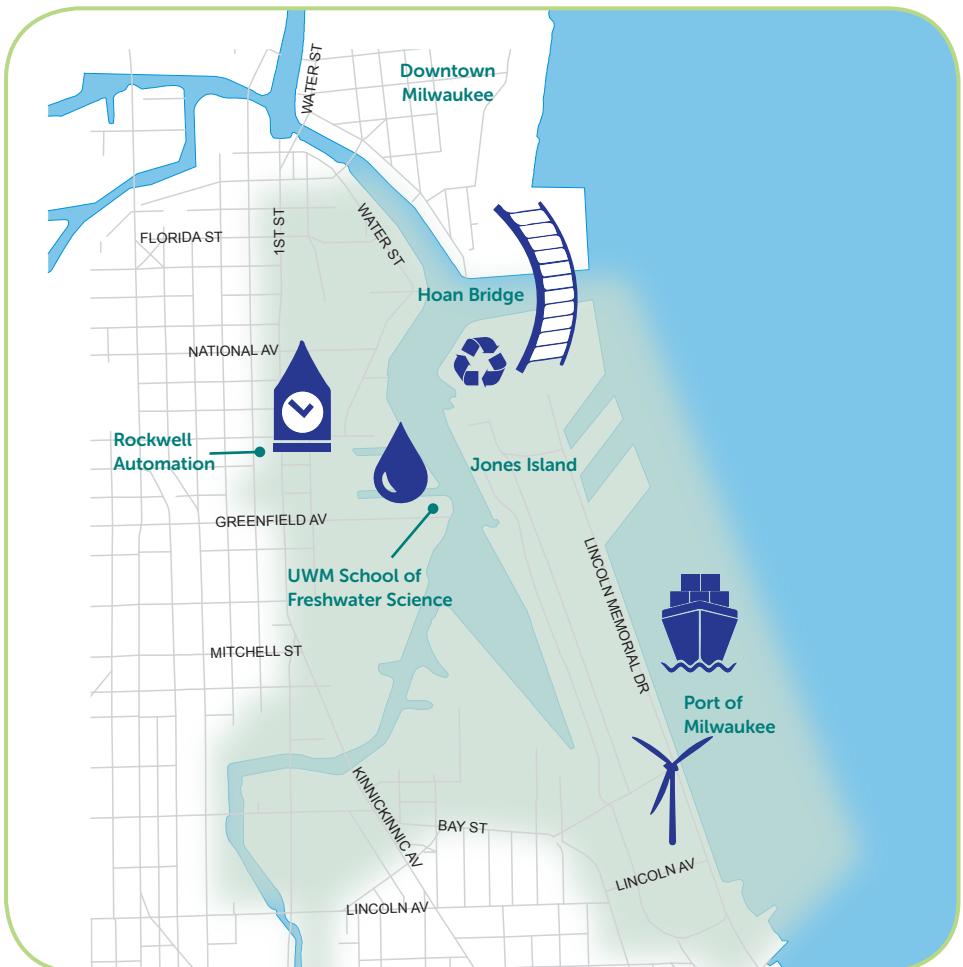 WATER ST
Downtown
Milwaukee
FLORIDA ST
1ST ST
WATER ST
Hoan Bridge
NATIONAL AV
Rockwell
Automation
Jones Island
GREENFIELD AV
UWM School of
Freshwater Science
LINCOLN MEMORIAL DR
MITCHELL ST
Port of
Milwaukee
KINNICKINNIC AV
BAY ST
LINCOLN AV
LINCOLN AV